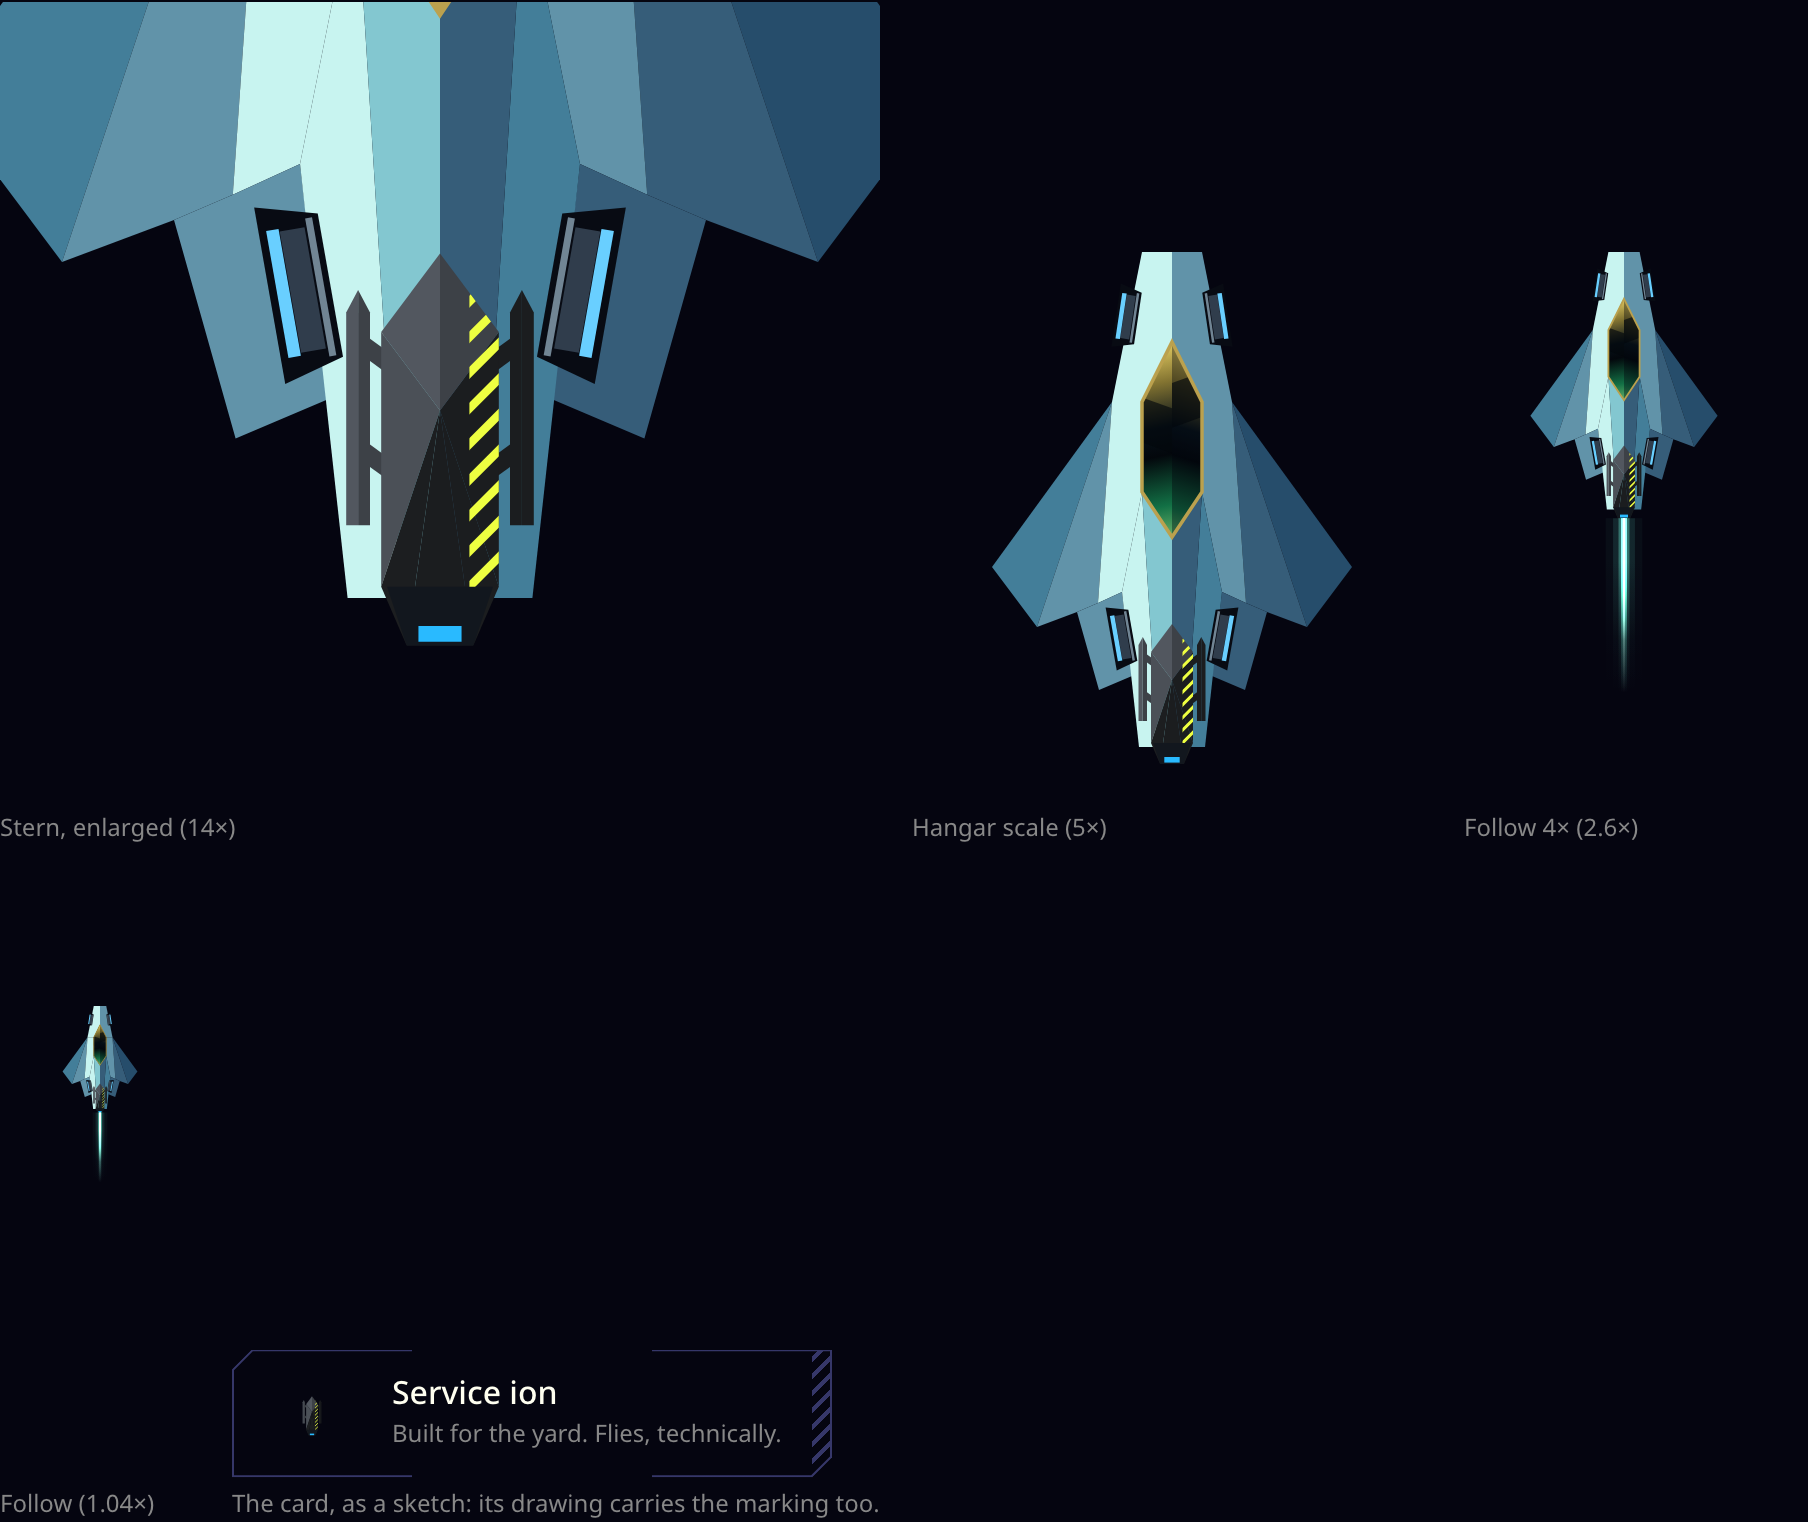 Stern, enlarged (14×)
Hangar scale (5×)
Follow 4× (2.6×)
Service ion
Built for the yard. Flies, technically.
Follow (1.04×)
The card, as a sketch: its drawing carries the marking too.